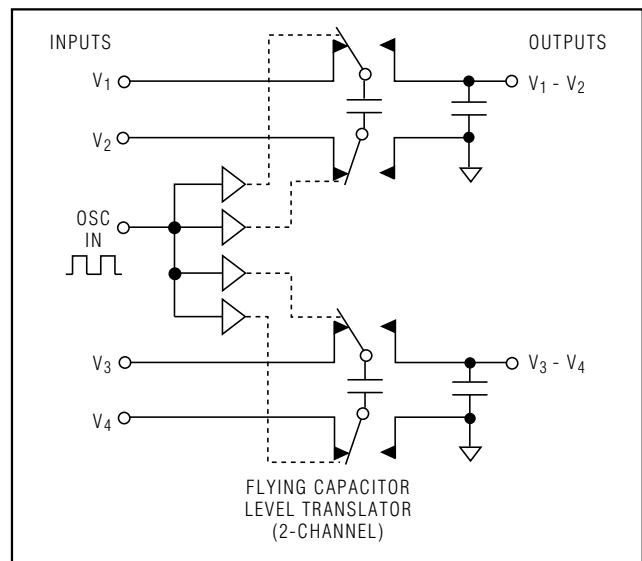 INPUTS
OUTPUTS
V1
V1 - V2
V2
OSC
IN
V3
V3 - V4
V4
FLYING CAPACITOR
LEVEL TRANSLATOR
(2-CHANNEL)